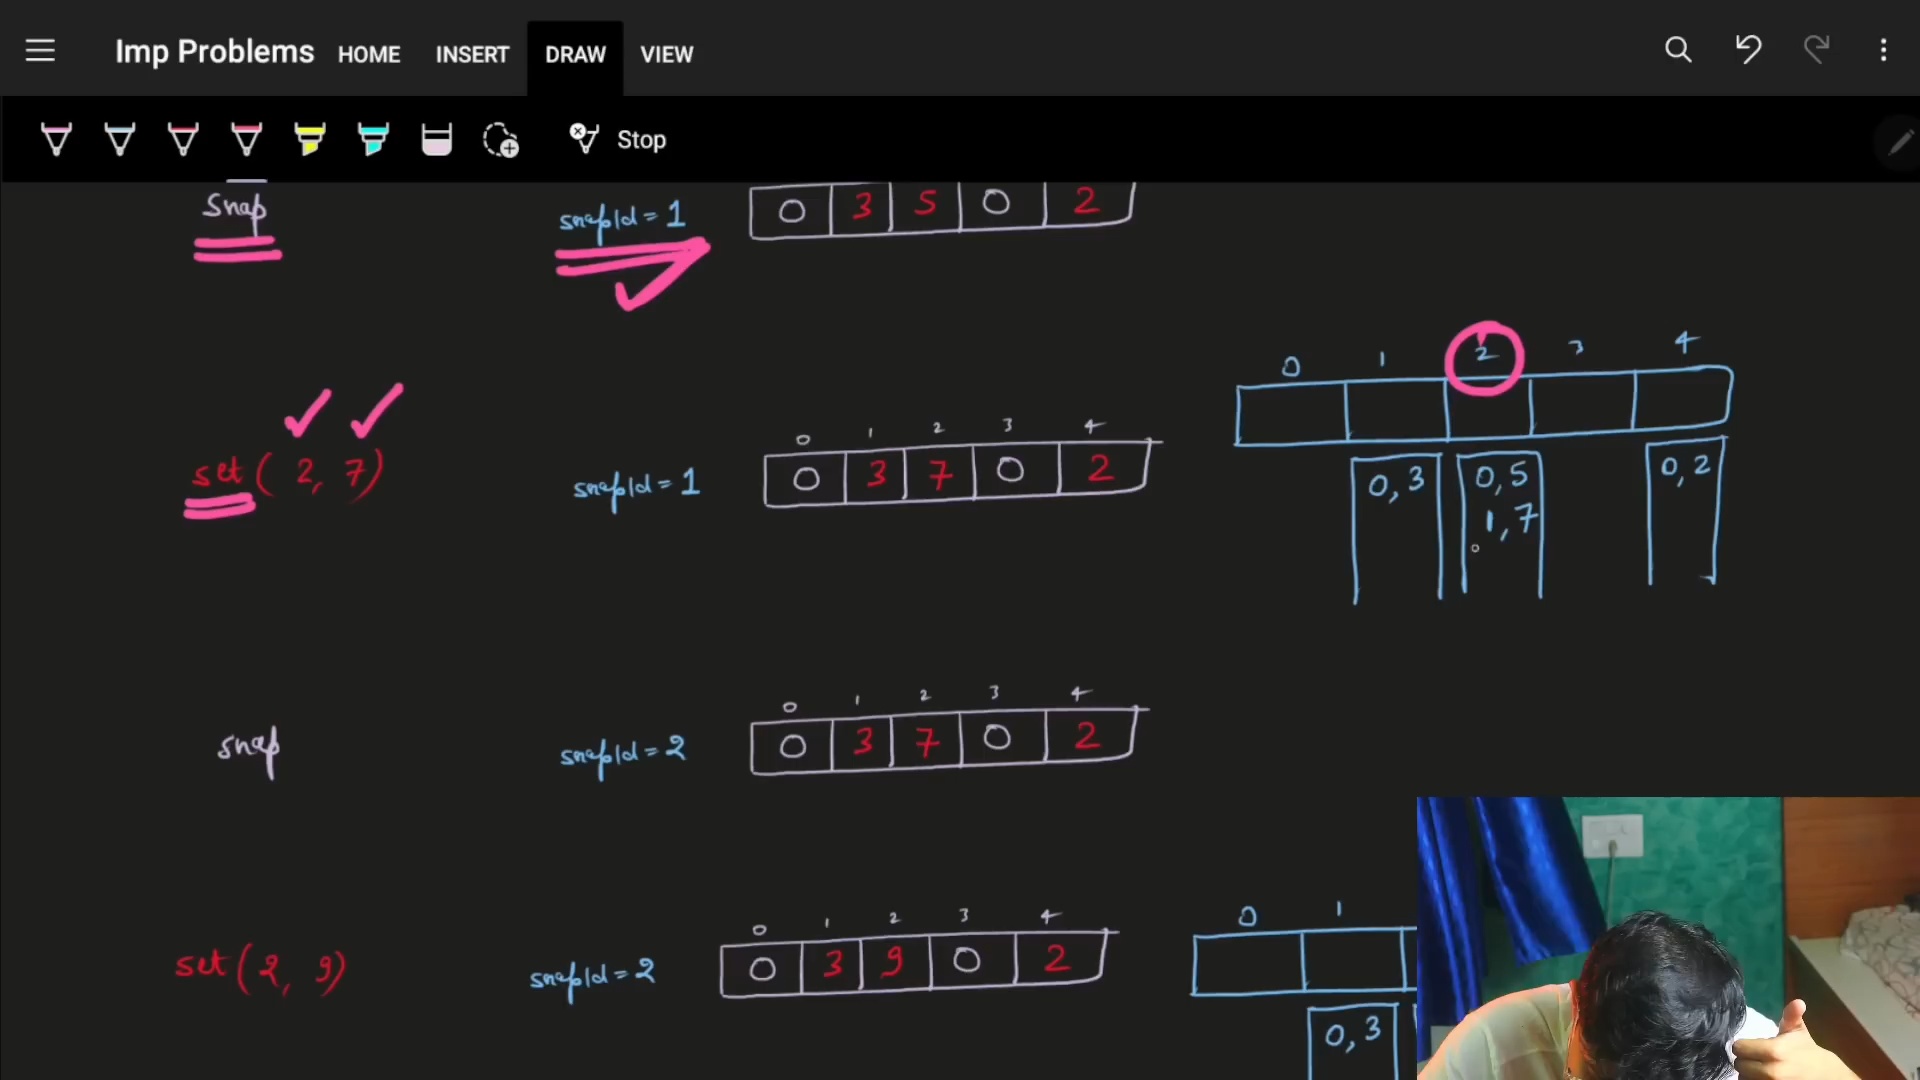 Imp Problems HOME INSERT DRAW VIEW
Stop
Snap snapId = 1 0 3 5 0 2
0 1 2 3 4
0 1 2 3 4
set ( 2, 7) snapId = 1 0 3 7 0 2
0, 3 0, 5 0, 2
1, 7
0 1 2 3 4
snap snapId = 2 0 3 7 0 2
0 1 2 3 4 0 1
set (2, 9) snapId = 2 0 3 9 0 2
0, 3